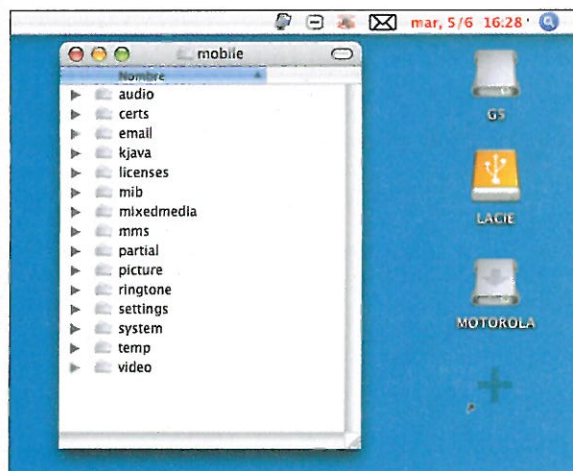 mar, 5/6 16:28
mobile
Nombre
audio
certs
email
kjava
licenses
mib
mixedmedia
mms
partial
picture
ringtone
settings
system
temp
video
G5
LACIE
MOTOROLA